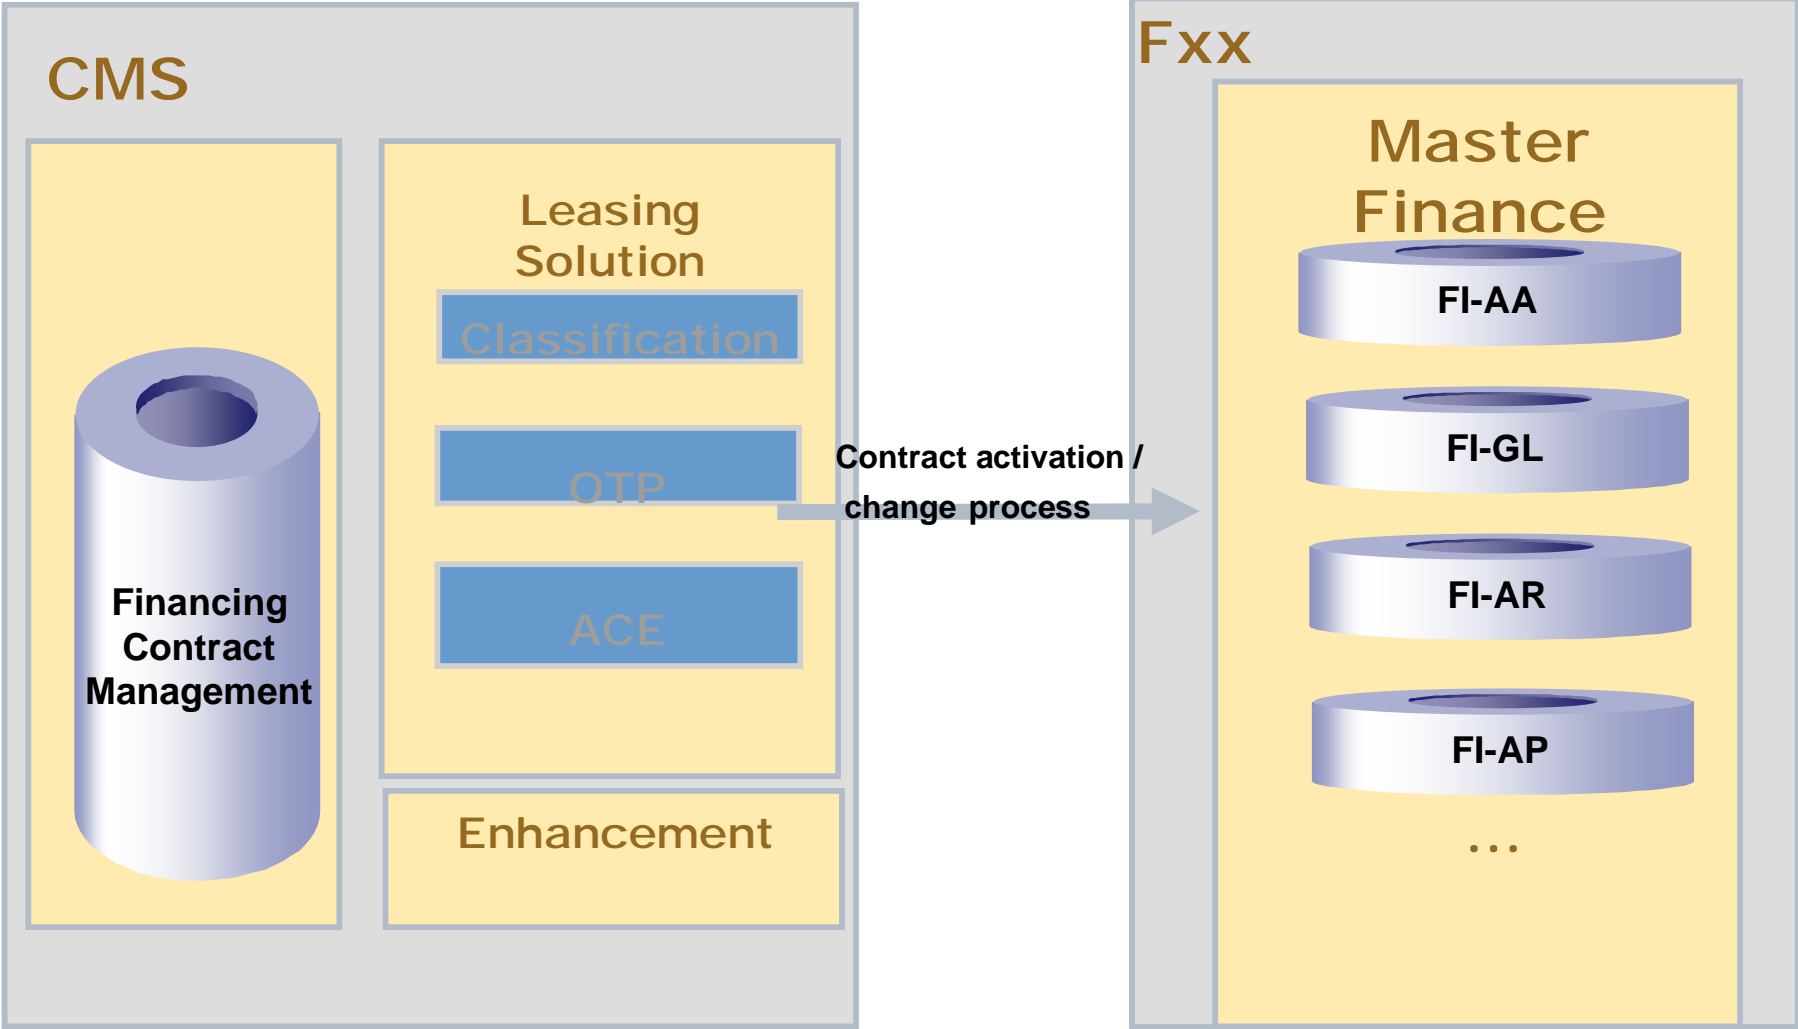 CMS
Financing
Contract
Management
Leasing
Solution
Classification
OTP
ACE
Enhancement
Contract activation /
change process
Fxx
Master
Finance
FI-AA
FI-GL
FI-AR
FI-AP
...